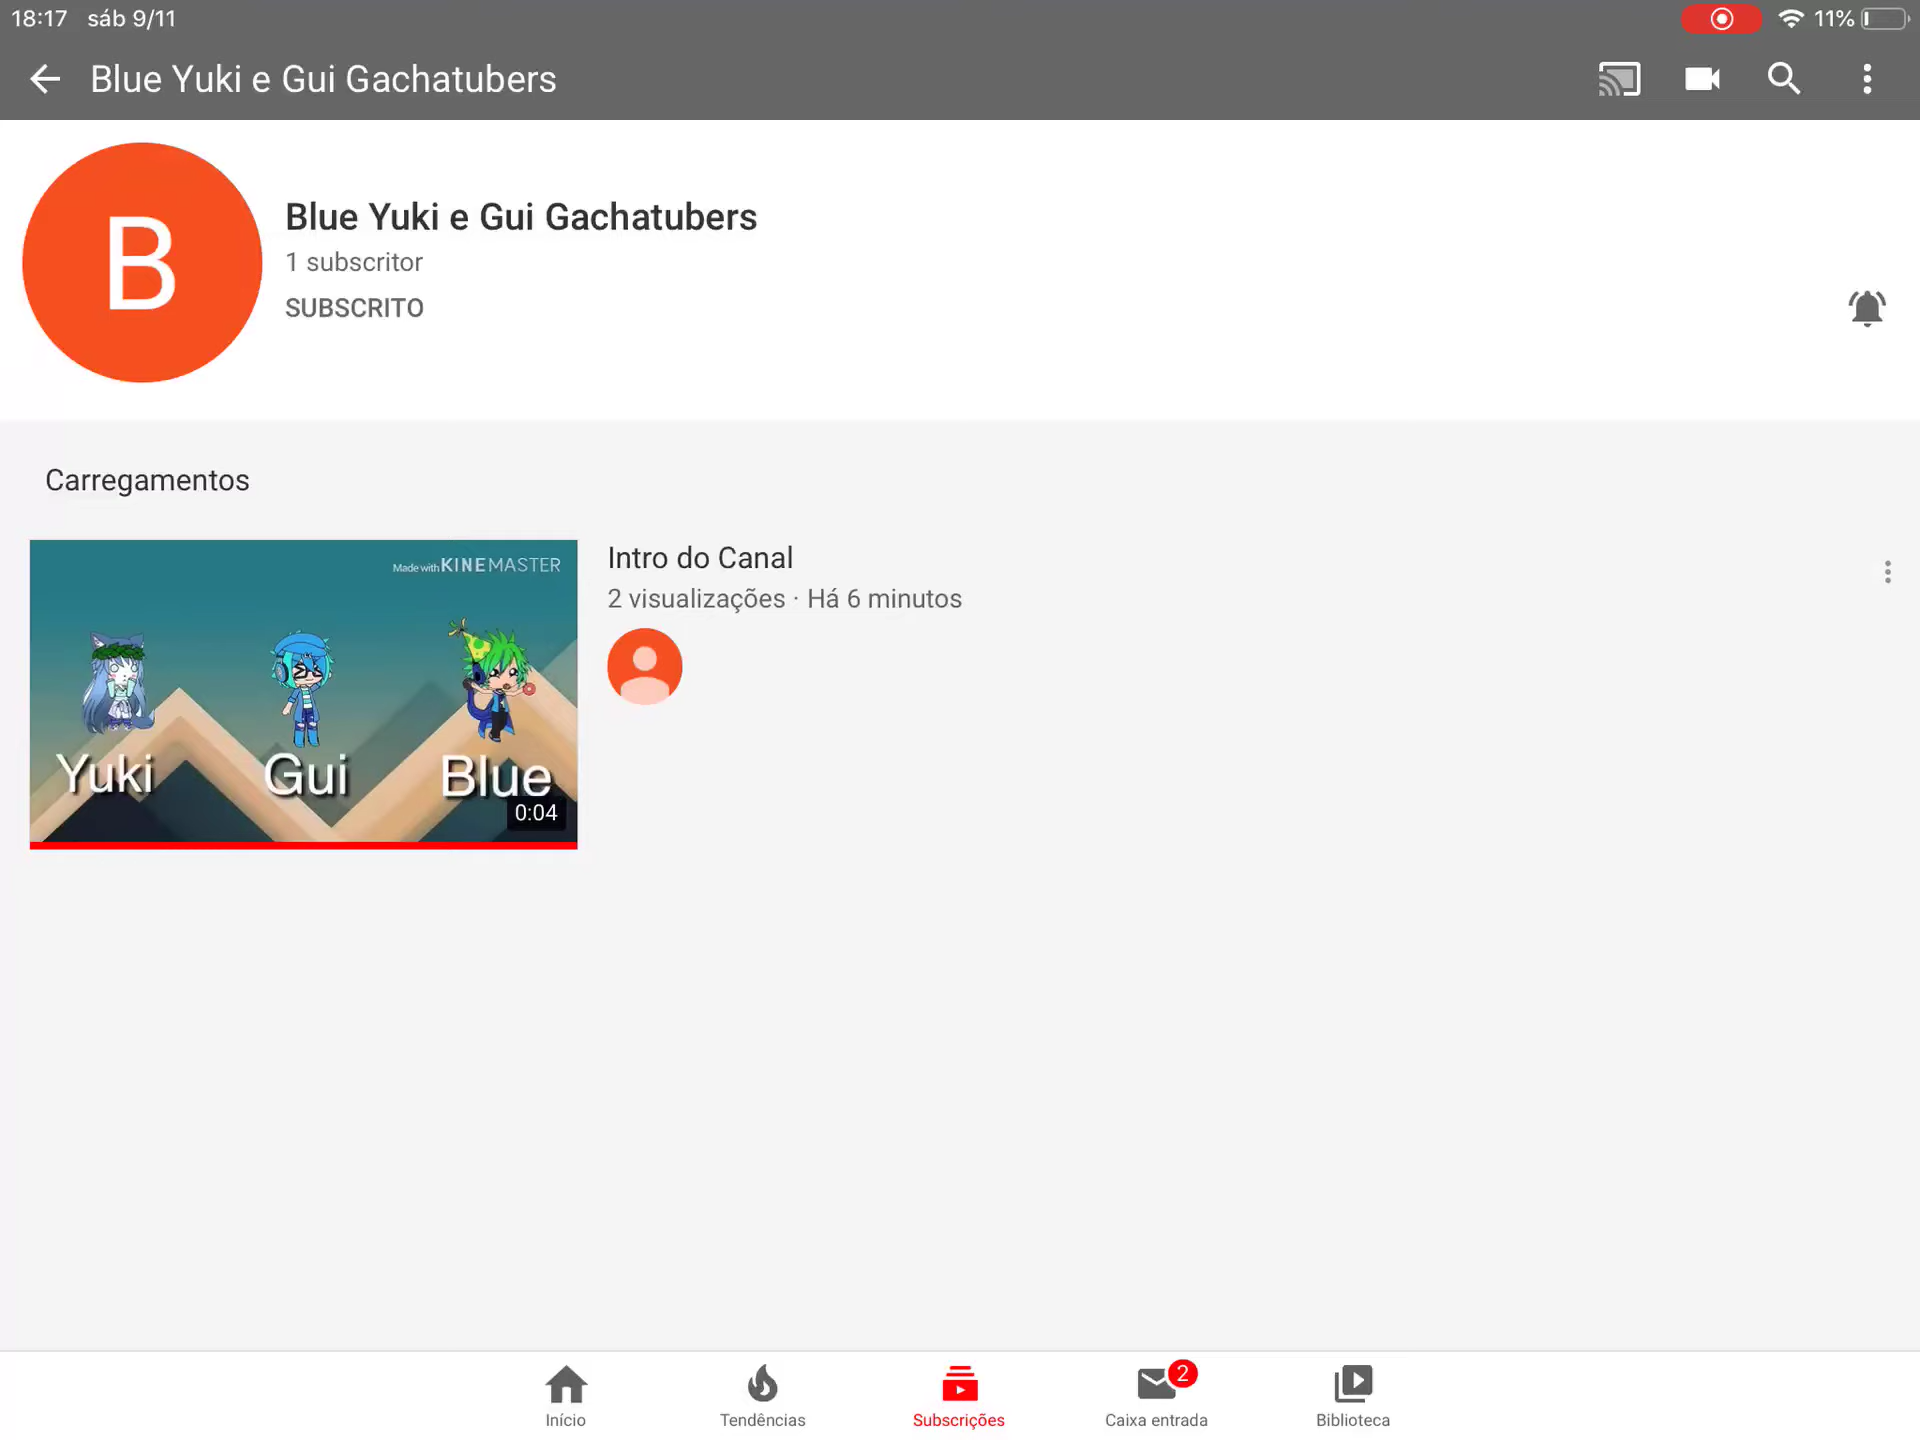 18:17 sáb 9/11
11%
Blue Yuki e Gui Gachatubers
B
Blue Yuki e Gui Gachatubers
1 subscritor
SUBSCRITO
Carregamentos
Made with KINEMASTER
Yuki Gui Blue
0:04
Intro do Canal
2 visualizações · Há 6 minutos
Início
Tendências
Subscrições
2
Caixa entrada
Biblioteca